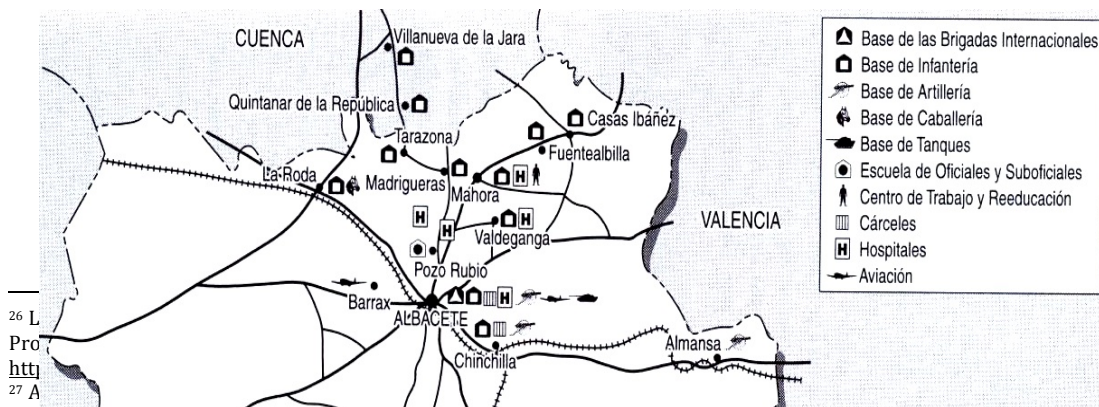 CUENCA
Villanueva de la Jara
Quintanar de la República
Tarazona
Casas Ibáñez
Fuentealbilla
La Roda
Madrigueras
Mahora
VALENCIA
Valdeganga
Pozo Rubio
Barrax
ALBACETE
Chinchilla
Almansa
Base de las Brigadas Internacionales
Base de Infantería
Base de Artillería
Base de Caballería
Base de Tanques
Escuela de Oficiales y Suboficiales
Centro de Trabajo y Reeducación
Cárceles
H Hospitales
Aviación
26 L
Pro
http
27 A